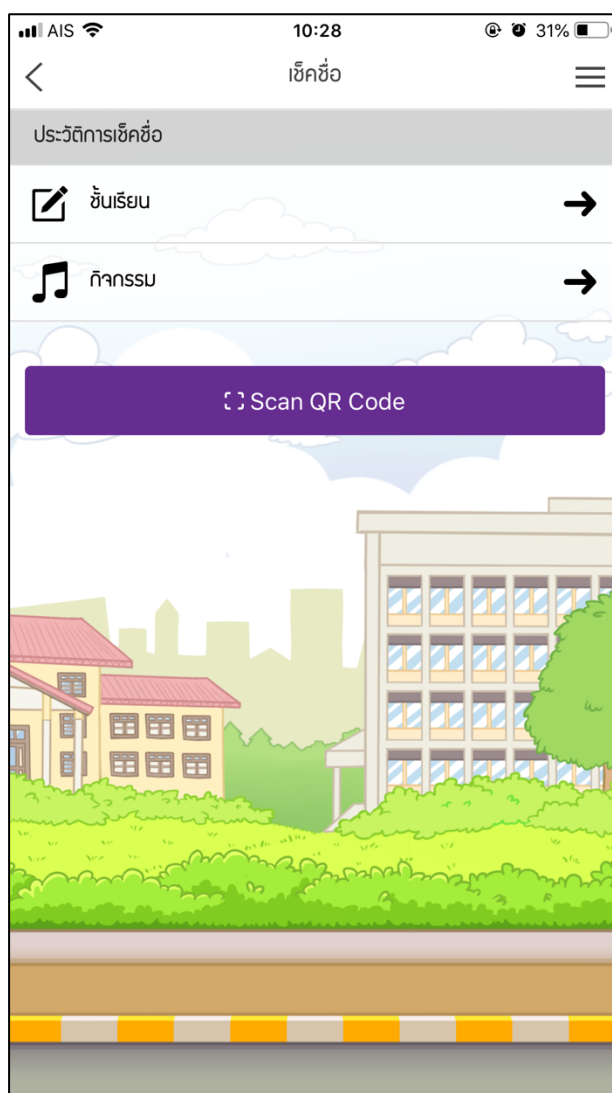 AIS 10:28 31%
เช็คชื่อ
ประวัติการเช็คชื่อ
ชั้นเรียน
กิจกรรม
Scan QR Code